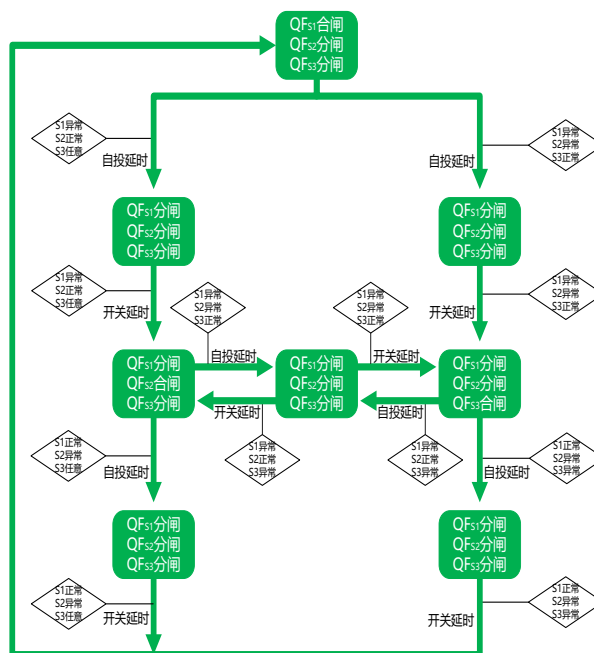 QFS1合闸
QFS2分闸
QFS3分闸
S1异常
S2正常
S3任意
自投延时
S1异常
S2异常
S3正常
自投延时
QFS1分闸
QFS2分闸
QFS3分闸
QFS1分闸
QFS2分闸
QFS3分闸
S1异常
S2正常
S3任意
开关延时
S1异常
S2异常
S3正常
S1异常
S2异常
S3正常
S1异常
S2异常
S3正常
开关延时
QFS1分闸
QFS2合闸
QFS3分闸
自投延时
QFS1分闸
QFS2分闸
QFS3分闸
开关延时
QFS1分闸
QFS2分闸
QFS3合闸
开关延时
自投延时
S1异常
S2正常
S3异常
S1异常
S2正常
S3异常
S1正常
S2异常
S3任意
自投延时
S1正常
S2异常
S3异常
自投延时
QFS1分闸
QFS2分闸
QFS3分闸
QFS1分闸
QFS2分闸
QFS3分闸
S1正常
S2异常
S3任意
开关延时
S1正常
S2异常
S3异常
开关延时